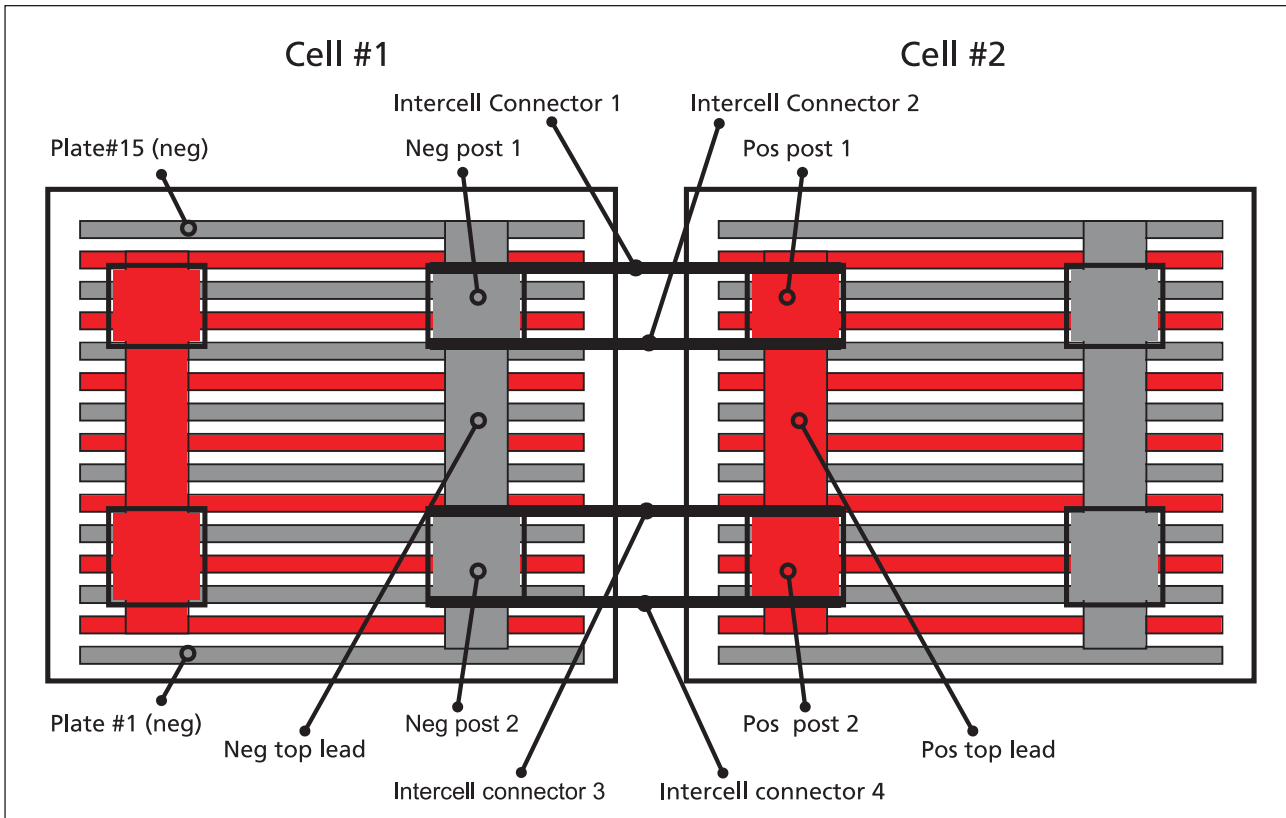 Cell #1
Cell #2
Intercell Connector 1
Intercell Connector 2
Plate#15 (neg)
Neg post 1
Pos post 1
Plate #1 (neg)
Neg post 2
Pos post 2
Neg top lead
Pos top lead
Intercell connector 3
Intercell connector 4